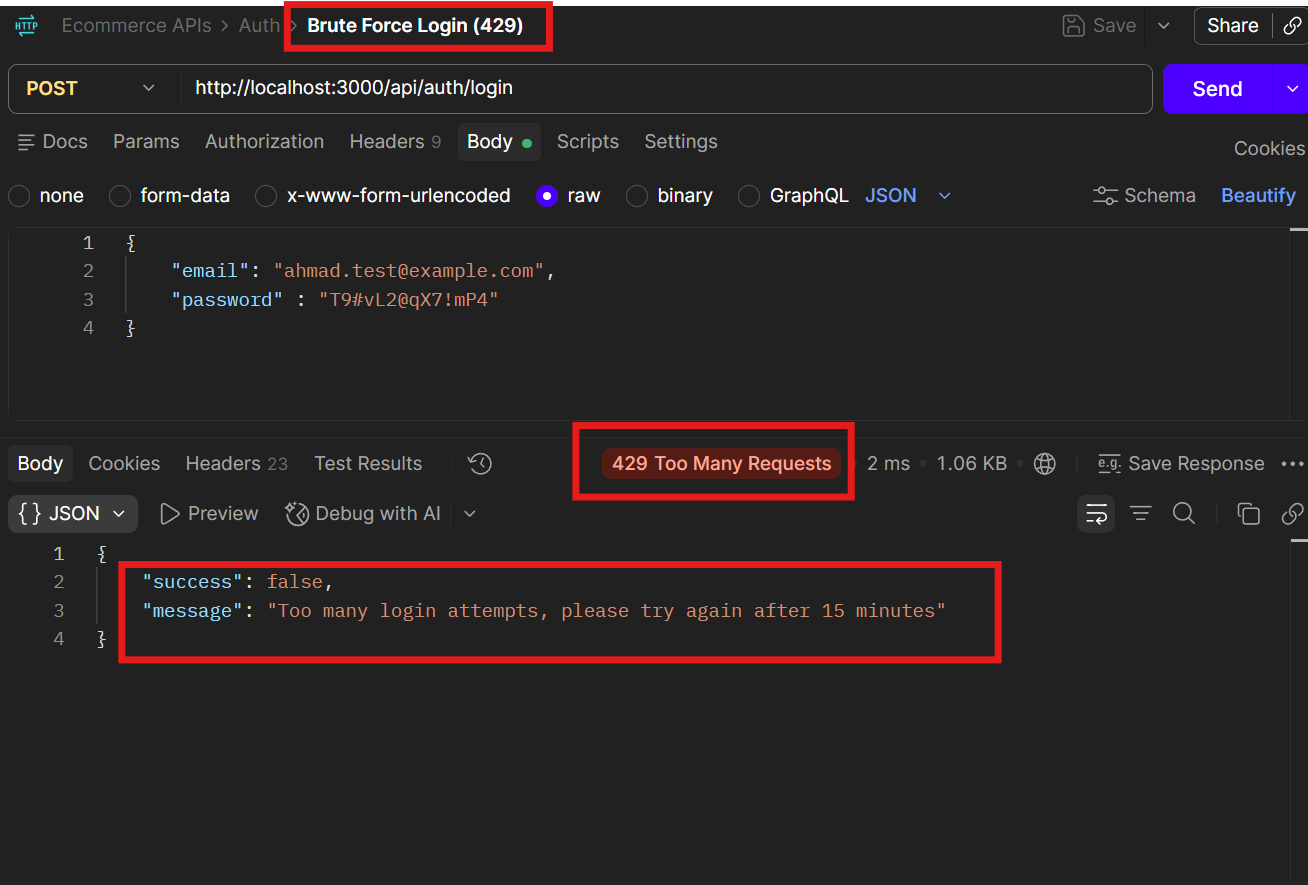 HTTP Ecommerce APIs > Auth > Brute Force Login (429) Save Share
POST http://localhost:3000/api/auth/login Send
Docs Params Authorization Headers 9 Body Scripts Settings Cookies
none form-data x-www-form-urlencoded raw binary GraphQL JSON Schema Beautify
1 {
2 "email": "ahmad.test@example.com",
3 "password" : "T9#vL2@qX7!mP4"
4 }
Body Cookies Headers 23 Test Results 429 Too Many Requests 2 ms 1.06 KB e.g. Save Response
{} JSON Preview Debug with AI
1 {
2 "success": false,
3 "message": "Too many login attempts, please try again after 15 minutes"
4 }